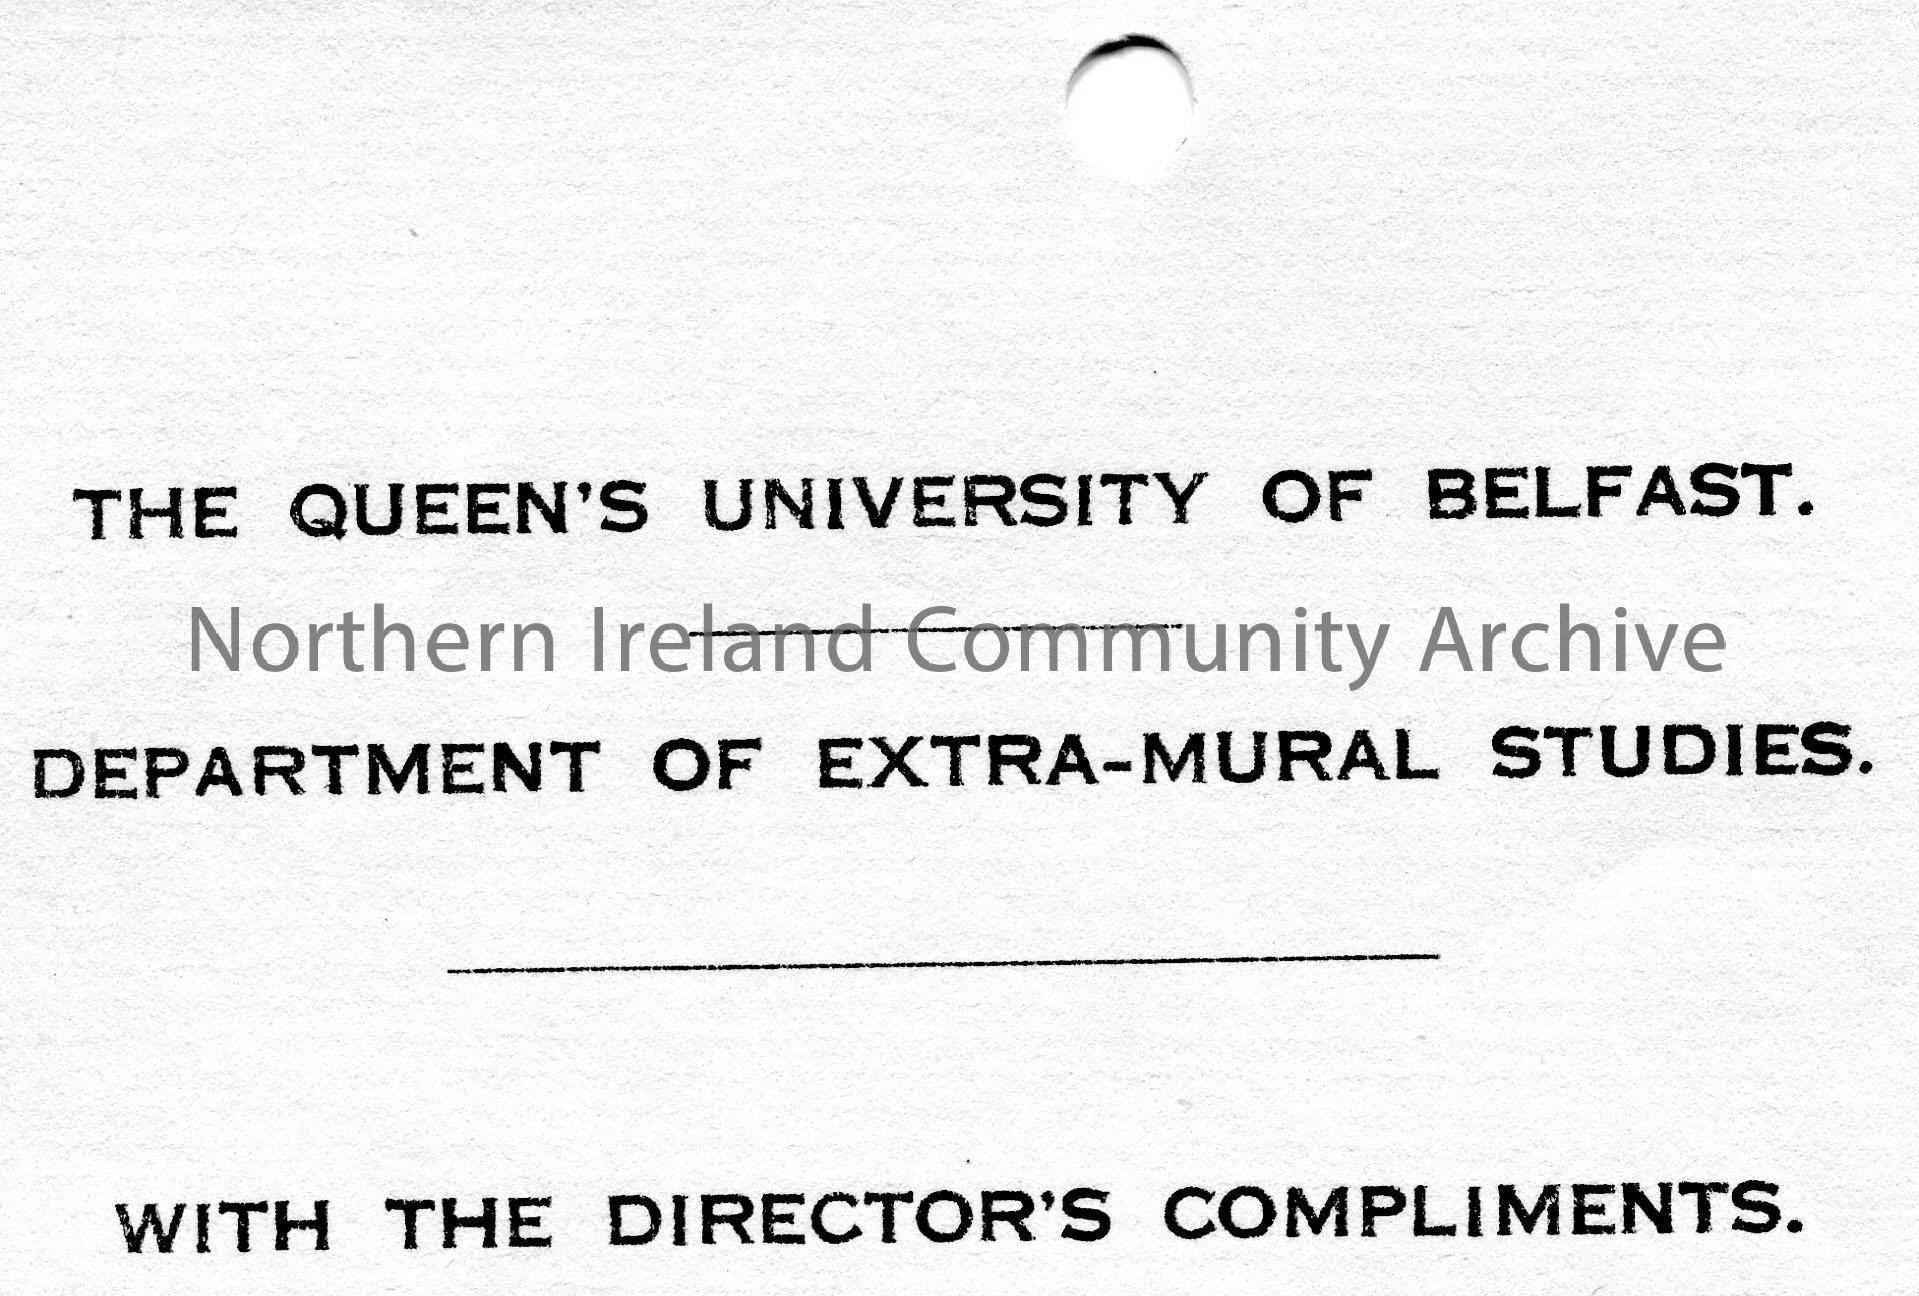 THE QUEEN'S UNIVERSITY OF BELFAST.
Northern Ireland Community Archive
DEPARTMENT OF EXTRA-MURAL STUDIES.
WITH THE DIRECTOR'S COMPLIMENTS.